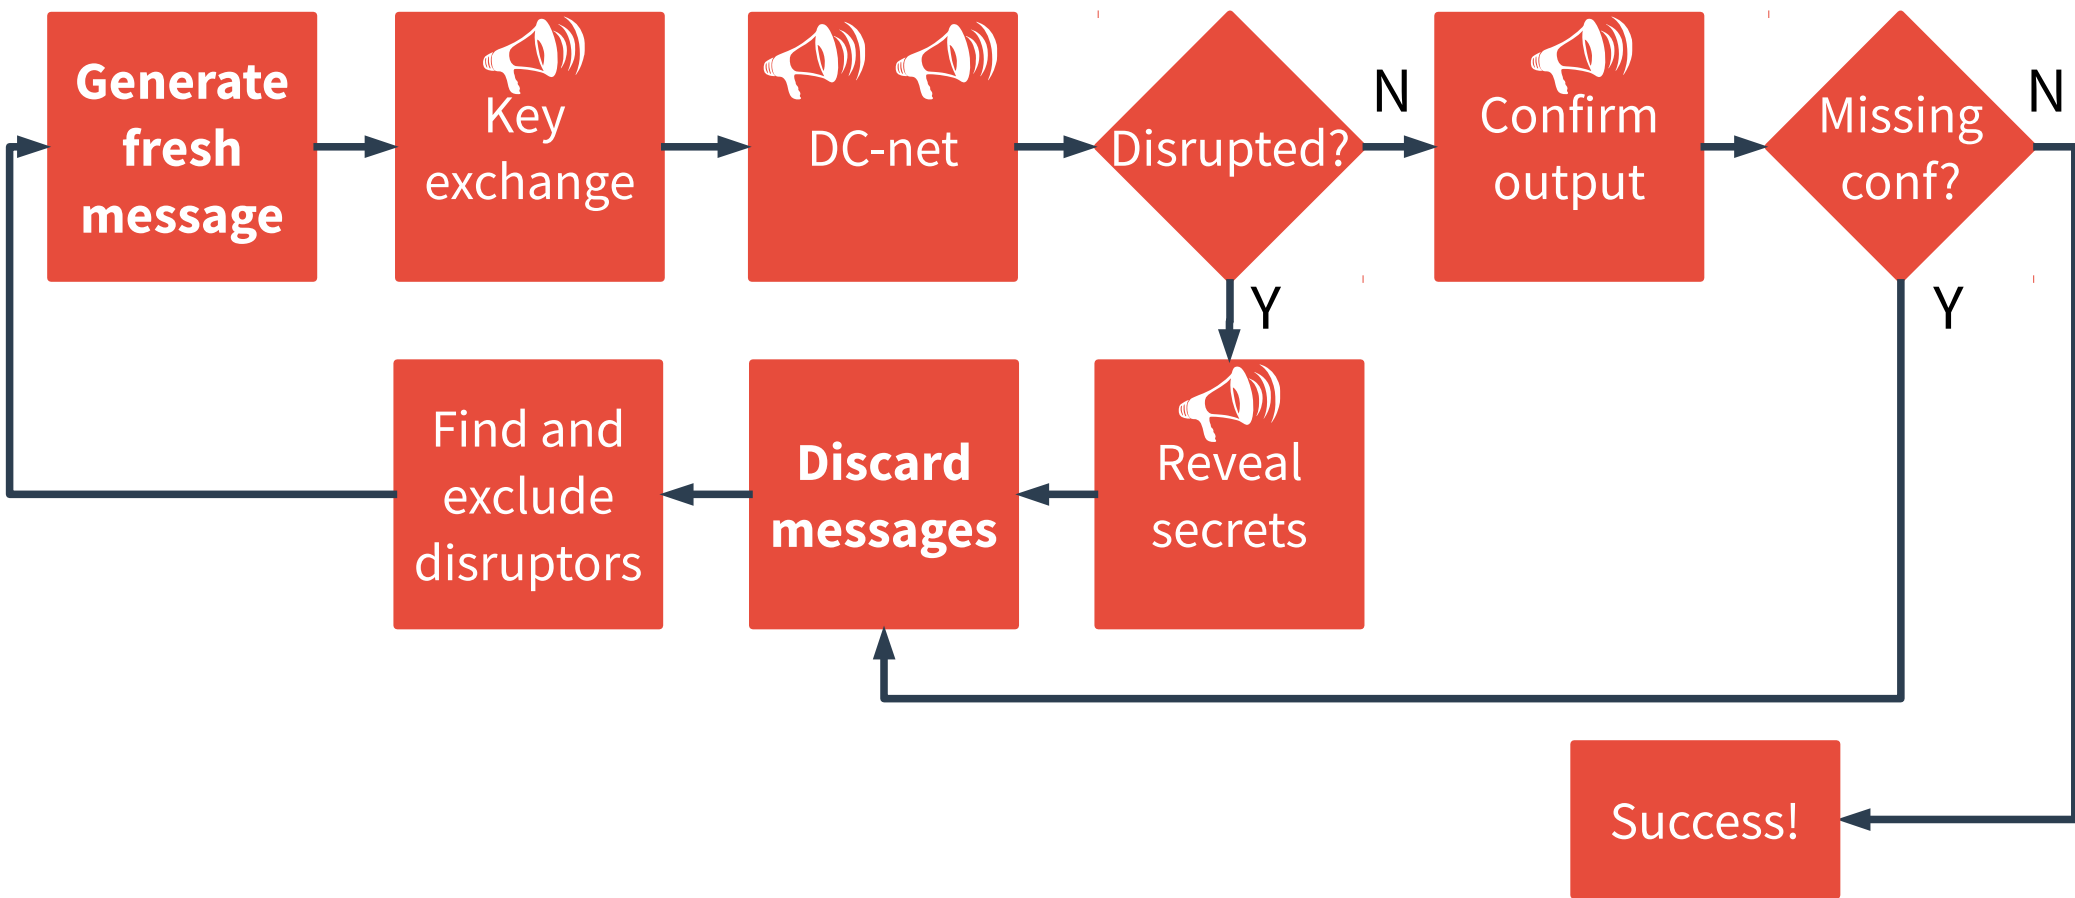 Generate
fresh
message
Key
exchange
DC-net
Disrupted?
N
Confirm
output
Missing
conf?
N
Y
Y
Find and
exclude
disruptors
Discard
messages
Reveal
secrets
Success!